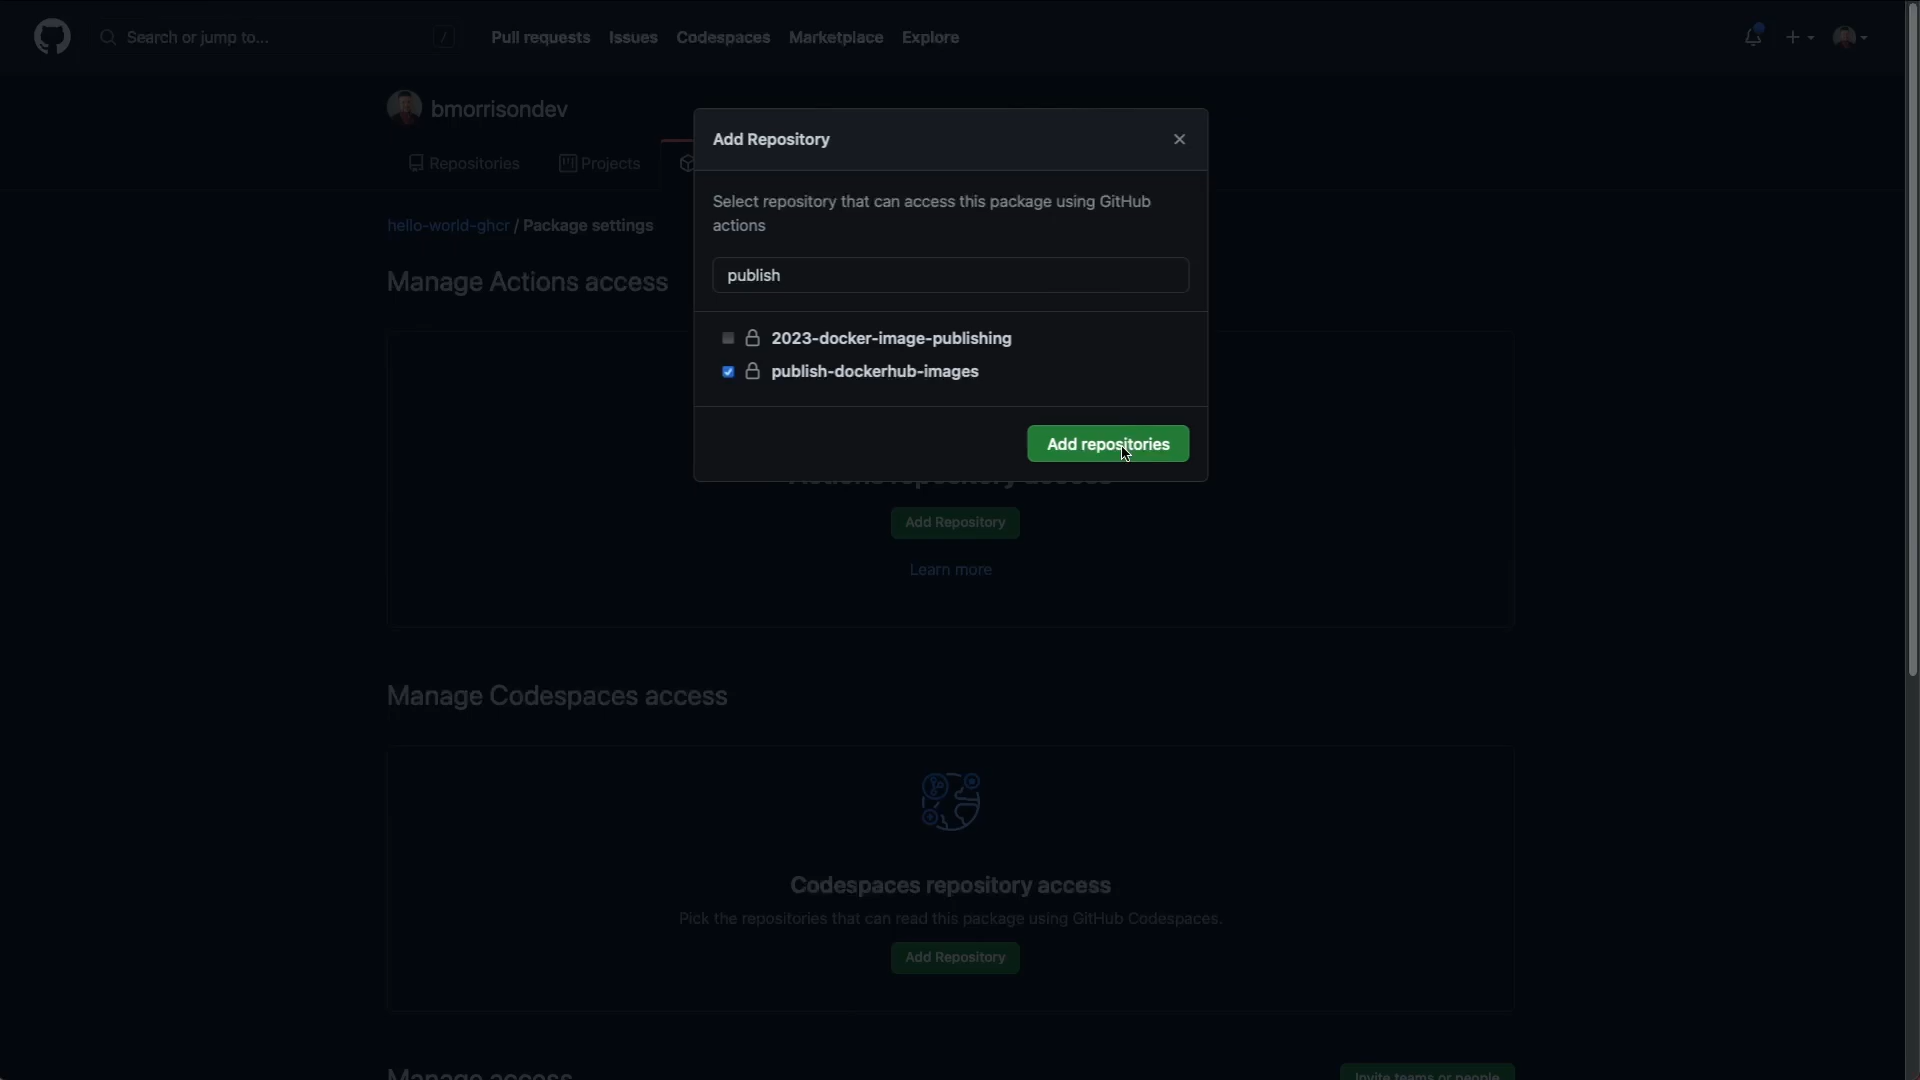 Search or jump to...
/
Pull requests
Issues
Codespaces
Marketplace
Explore
bmorrisondev
Repositories
Projects
hello-world-ghcr / Package settings
Manage Actions access
Add Repository
Select repository that can access this package using GitHub
actions
publish
2023-docker-image-publishing
publish-dockerhub-images
Add repositories
Actions repository access
Add Repository
Learn more
Manage Codespaces access
Codespaces repository access
Pick the repositories that can read this package using GitHub Codespaces.
Add Repository
Manage access
Invite teams or people